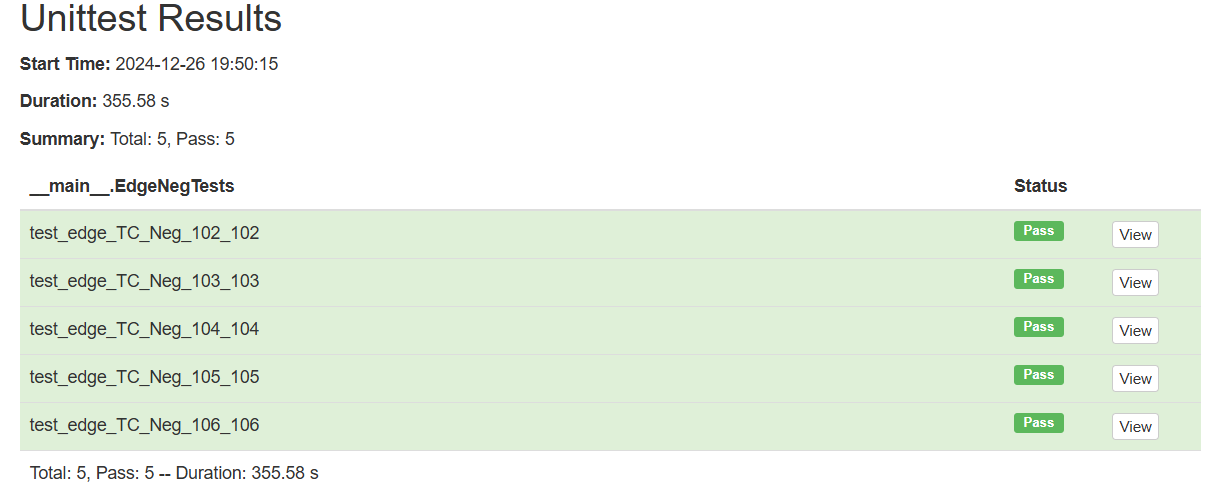 Unittest Results
Start Time: 2024-12-26 19:50:15
Duration: 355.58 s
Summary: Total: 5, Pass: 5
__main__.EdgeNegTests Status
test_edge_TC_Neg_102_102 Pass View
test_edge_TC_Neg_103_103 Pass View
test_edge_TC_Neg_104_104 Pass View
test_edge_TC_Neg_105_105 Pass View
test_edge_TC_Neg_106_106 Pass View
Total: 5, Pass: 5 -- Duration: 355.58 s